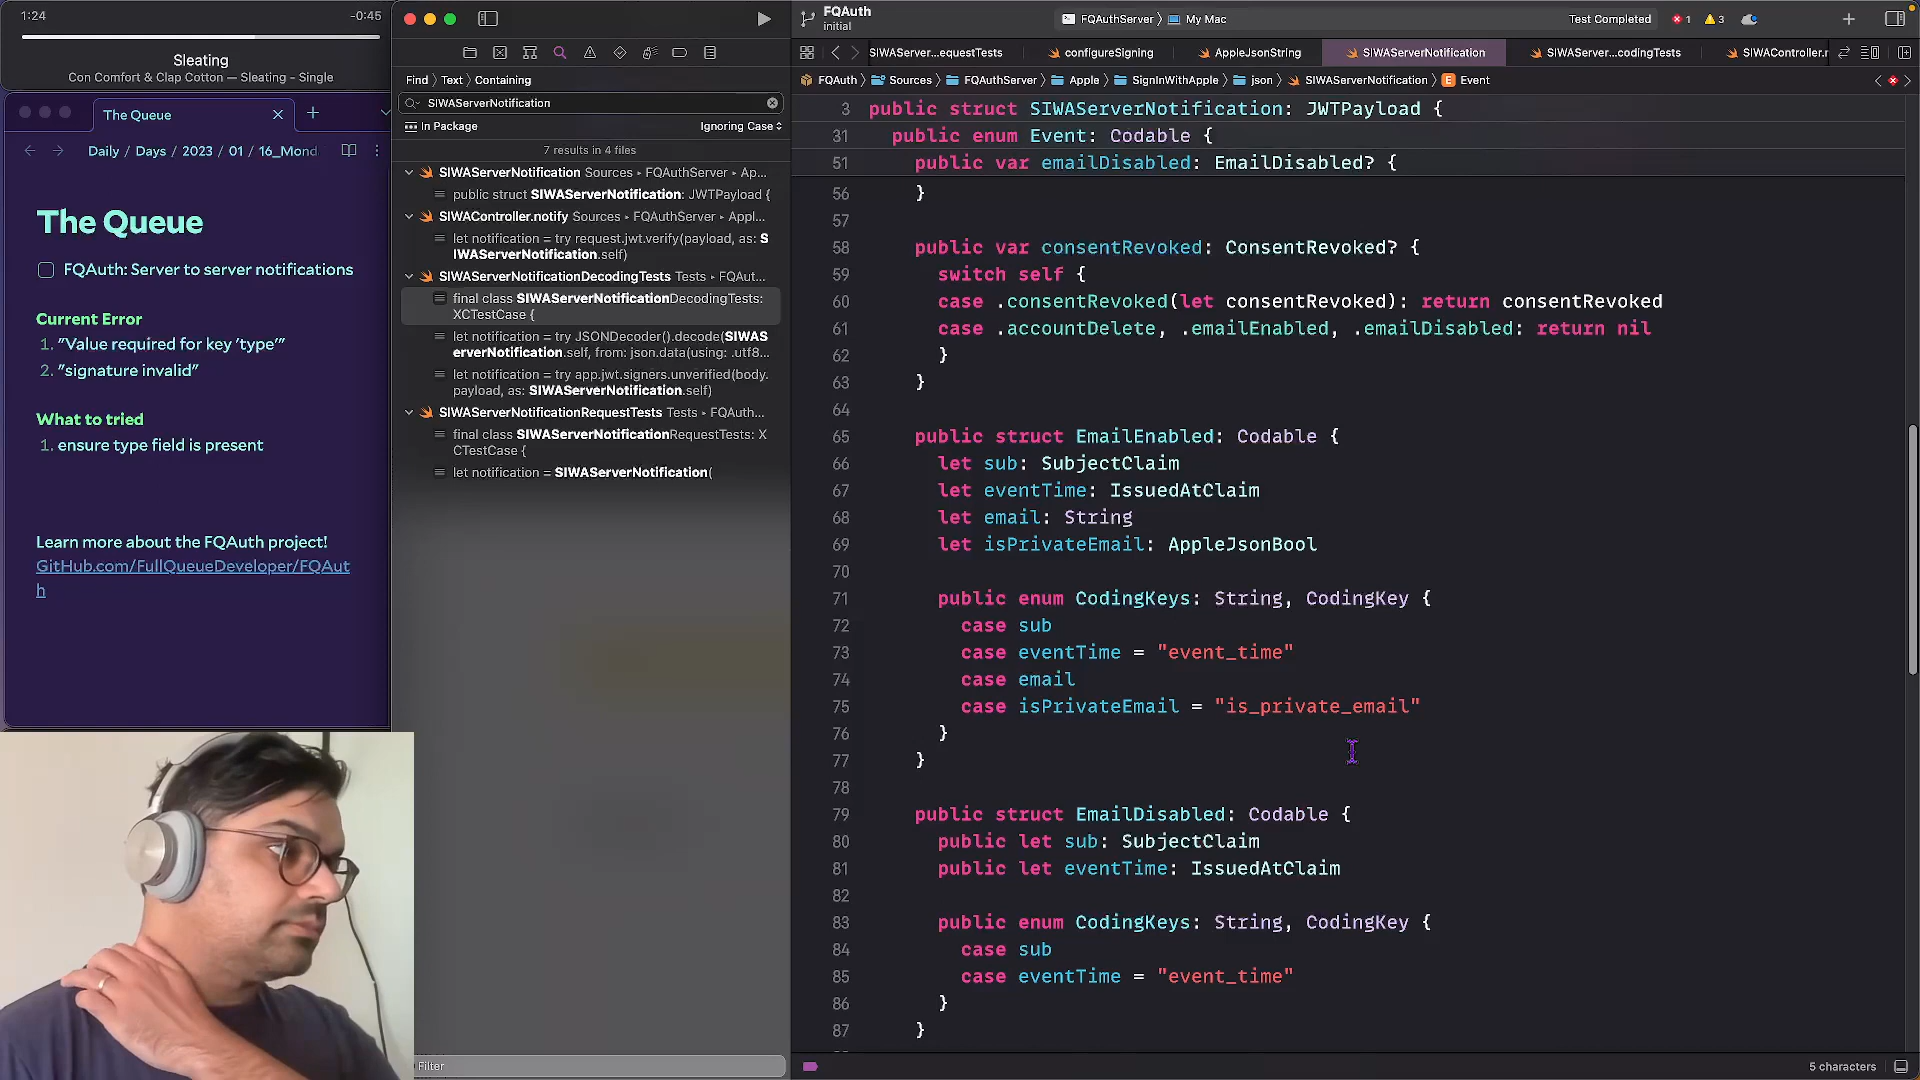 1:24
-0:45
Sleating
Con Comfort & Clap Cotton — Sleating - Single
The Queue
Daily / Days / 2023 / 01 / 16_Mond
The Queue
FQAuth: Server to server notifications
Current Error
1. "Value required for key 'type'"
2. "signature invalid"
What to tried
1. ensure type field is present
Learn more about the FQAuth project!
GitHub.com/FullQueueDeveloper/FQAut
h
Find › Text › Containing
SIWAServerNotification
In Package
Ignoring Case
7 results in 4 files
SIWAServerNotification Sources ▸ FQAuthServer ▸ Ap...
public struct SIWAServerNotification: JWTPayload {
SIWAController.notify Sources ▸ FQAuthServer ▸ Appl...
let notification = try request.jwt.verify(payload, as: S
IWAServerNotification.self)
SIWAServerNotificationDecodingTests Tests ▸ FQAut...
final class SIWAServerNotificationDecodingTests:
XCTestCase {
let notification = try JSONDecoder().decode(SIWAS
erverNotification.self, from: json.data(using: .utf8...
let notification = try app.jwt.signers.unverified(body.
payload, as: SIWAServerNotification.self)
SIWAServerNotificationRequestTests Tests ▸ FQAuth...
final class SIWAServerNotificationRequestTests: X
CTestCase {
let notification = SIWAServerNotification(
Filter
FQAuth
initial
FQAuthServer › My Mac
Test Completed
1
3
SIWAServer...equestTests
configureSigning
AppleJsonString
SIWAServerNotification
SIWAServer...codingTests
SIWAController.r
FQAuth › Sources › FQAuthServer › Apple › SignInWithApple › json › SIWAServerNotification › E Event
3 public struct SIWAServerNotification: JWTPayload {
31 public enum Event: Codable {
51 public var emailDisabled: EmailDisabled? {
56 }
57
58 public var consentRevoked: ConsentRevoked? {
59 switch self {
60 case .consentRevoked(let consentRevoked): return consentRevoked
61 case .accountDelete, .emailEnabled, .emailDisabled: return nil
62 }
63 }
64
65 public struct EmailEnabled: Codable {
66 let sub: SubjectClaim
67 let eventTime: IssuedAtClaim
68 let email: String
69 let isPrivateEmail: AppleJsonBool
70
71 public enum CodingKeys: String, CodingKey {
72 case sub
73 case eventTime = "event_time"
74 case email
75 case isPrivateEmail = "is_private_email"
76 }
77 }
78
79 public struct EmailDisabled: Codable {
80 public let sub: SubjectClaim
81 public let eventTime: IssuedAtClaim
82
83 public enum CodingKeys: String, CodingKey {
84 case sub
85 case eventTime = "event_time"
86 }
87 }
5 characters